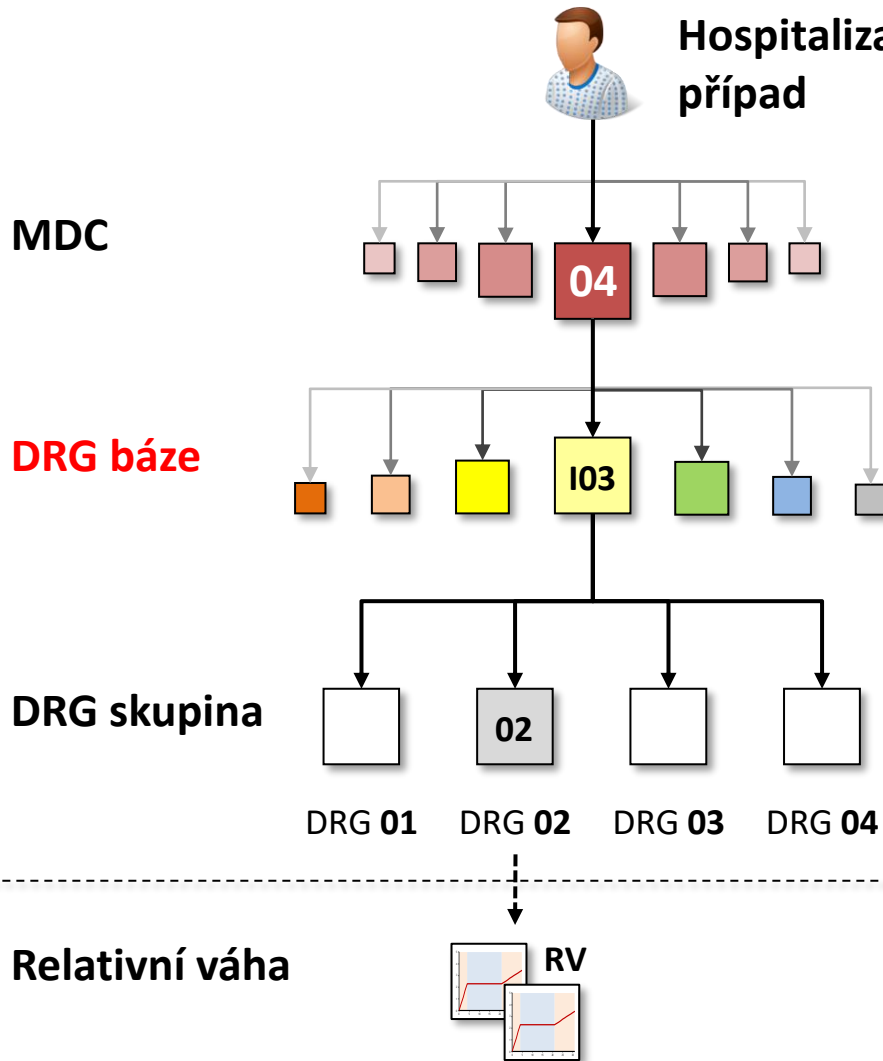 Hospitaliza
případ
MDC
04
DRG báze
I03
DRG skupina
02
DRG 01 DRG 02 DRG 03 DRG 04
Relativní váha
RV